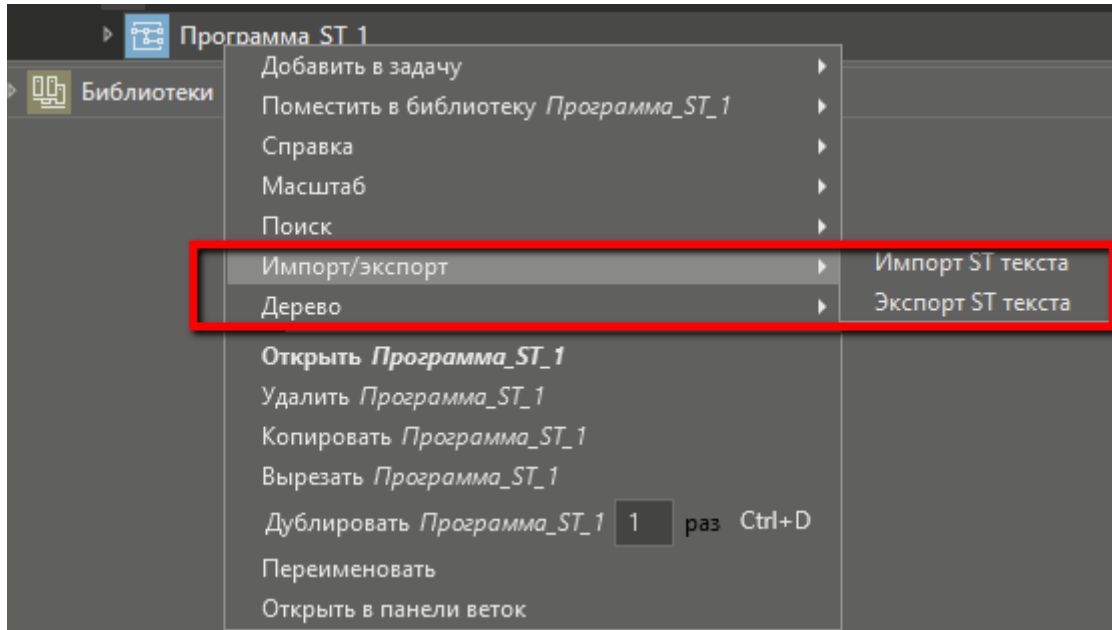 Программа_ST_1
Библиотеки
Добавить в задачу
Поместить в библиотеку Программа_ST_1
Справка
Масштаб
Поиск
Импорт/экспорт
Импорт ST текста
Дерево
Экспорт ST текста
Открыть Программа_ST_1
Удалить Программа_ST_1
Копировать Программа_ST_1
Вырезать Программа_ST_1
Дублировать Программа_ST_1 1 раз Ctrl+D
Переименовать
Открыть в панели веток